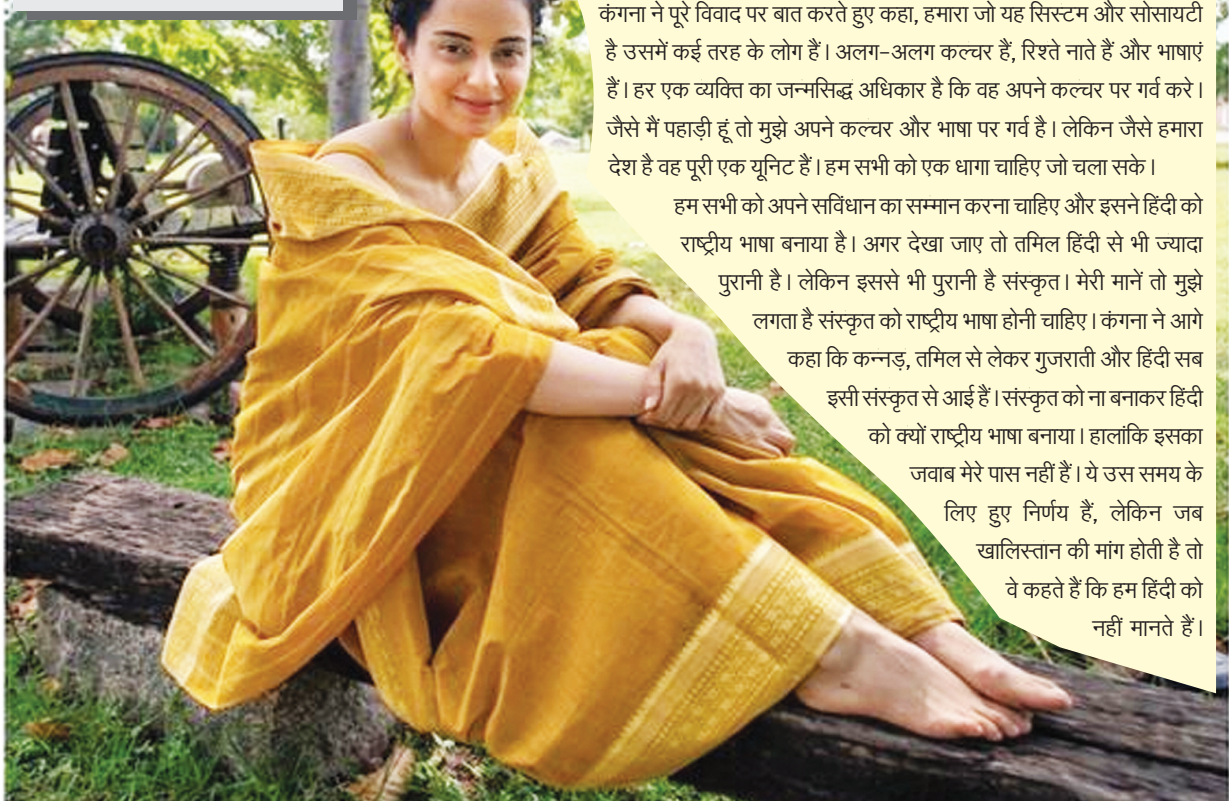 कंगना ने पूरे विवाद पर बात करते हुए कहा, हमारा जो यह सिस्टम और सोसायटी
है उसमें कई तरह के लोग हैं। अलग-अलग कल्चर हैं, रिश्ते नाते हैं और भाषाएं
हैं। हर एक व्यक्ति का जन्मसिद्ध अधिकार है कि वह अपने कल्चर पर गर्व करे।
जैसे मैं पहाड़ी हूं तो मुझे अपने कल्चर और भाषा पर गर्व है। लेकिन जैसे हमारा
देश है वह पूरी एक यूनिट हैं। हम सभी को एक धागा चाहिए जो चला सके।
हम सभी को अपने सविंधान का सम्मान करना चाहिए और इसने हिंदी को
राष्ट्रीय भाषा बनाया है। अगर देखा जाए तो तमिल हिंदी से भी ज्यादा
पुरानी है। लेकिन इससे भी पुरानी है संस्कृत। मेरी मानें तो मुझे
लगता है संस्कृत को राष्ट्रीय भाषा होनी चाहिए। कंगना ने आगे
कहा कि कन्नड़, तमिल से लेकर गुजराती और हिंदी सब
इसी संस्कृत से आई हैं। संस्कृत को ना बनाकर हिंदी
को क्यों राष्ट्रीय भाषा बनाया। हालांकि इसका
जवाब मेरे पास नहीं हैं। ये उस समय के
लिए हुए निर्णय हैं, लेकिन जब
खालिस्तान की मांग होती है तो
वे कहते हैं कि हम हिंदी को
नहीं मानते हैं।